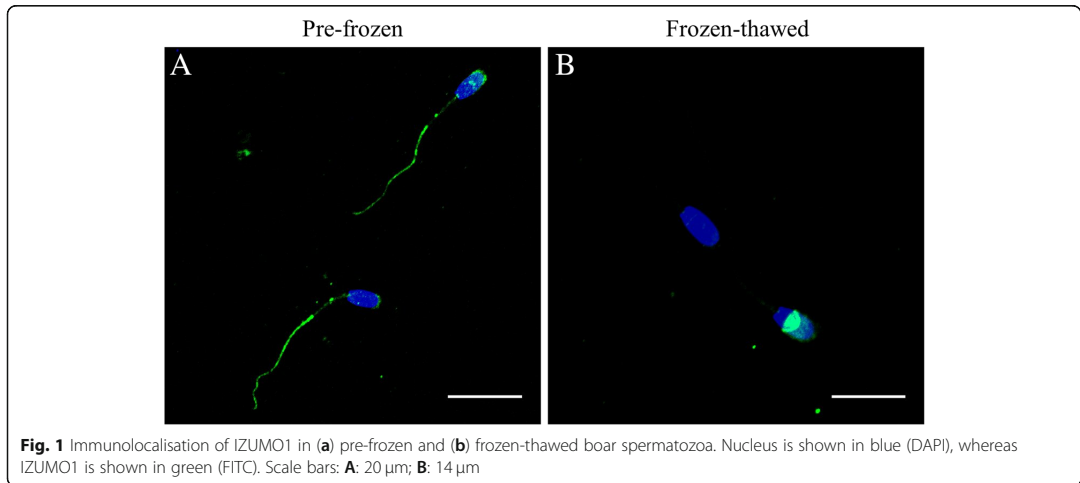 Pre-frozen
Frozen-thawed
A
B
Fig. 1 Immunolocalisation of IZUMO1 in (a) pre-frozen and (b) frozen-thawed boar spermatozoa. Nucleus is shown in blue (DAPI), whereas
IZUMO1 is shown in green (FITC). Scale bars: A: 20 μm; B: 14 μm